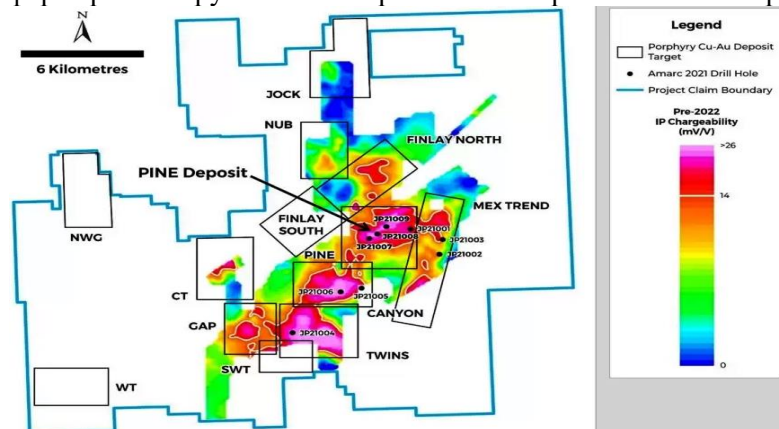 N
6 Kilometres
JOCK
NUB
FINLAY NORTH
PINE Deposit
MEX TREND
NWG
FINLAY
SOUTH
JP21009
JP21001
JP21008
JP21003
JP21007
JP21002
PINE
CT
JP21006
JP21005
CANYON
GAP
JP21004
TWINS
SWT
WT
Legend
Porphyry Cu-Au Deposit
Target
Amarc 2021 Drill Hole
Project Claim Boundary
Pre-2022
IP Chargeability
(mV/V)
>26
14
0